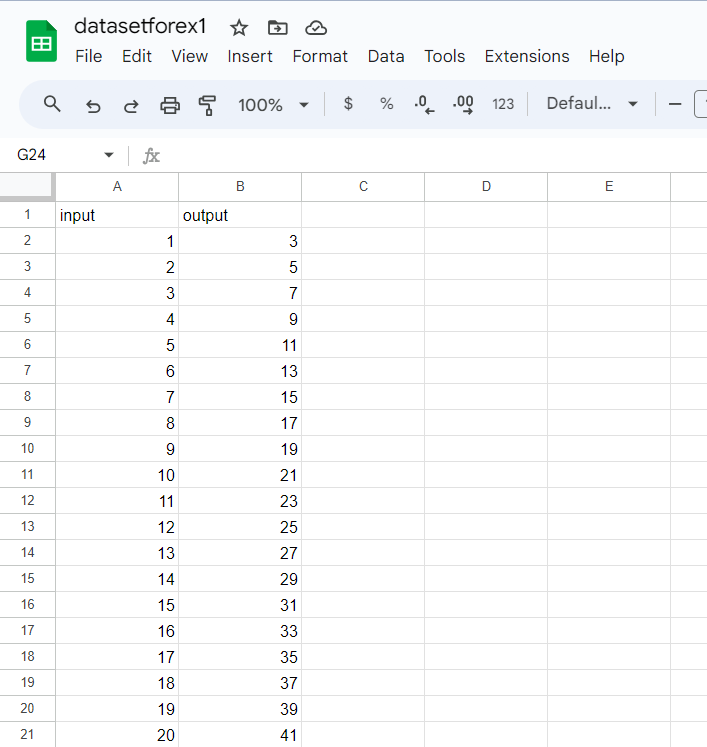 datasetforex1
File Edit View Insert Format Data Tools Extensions Help
100% $ % .0 .00 123 Defaul...
G24 fx
A B C D E
1 input output
2 1 3
3 2 5
4 3 7
5 4 9
6 5 11
7 6 13
8 7 15
9 8 17
10 9 19
11 10 21
12 11 23
13 12 25
14 13 27
15 14 29
16 15 31
17 16 33
18 17 35
19 18 37
20 19 39
21 20 41